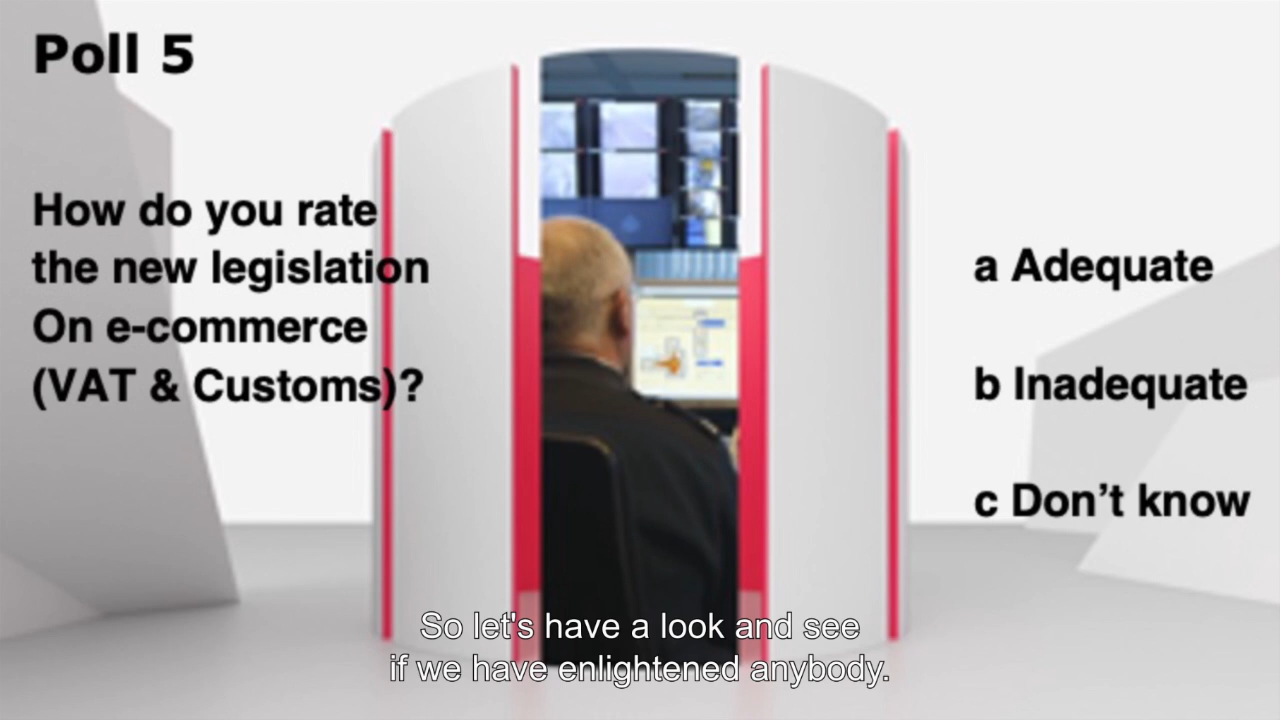 Poll 5
How do you rate
the new legislation
On e-commerce
(VAT & Customs)?
a Adequate
b Inadequate
c Don’t know
So let's have a look and see
if we have enlightened anybody.